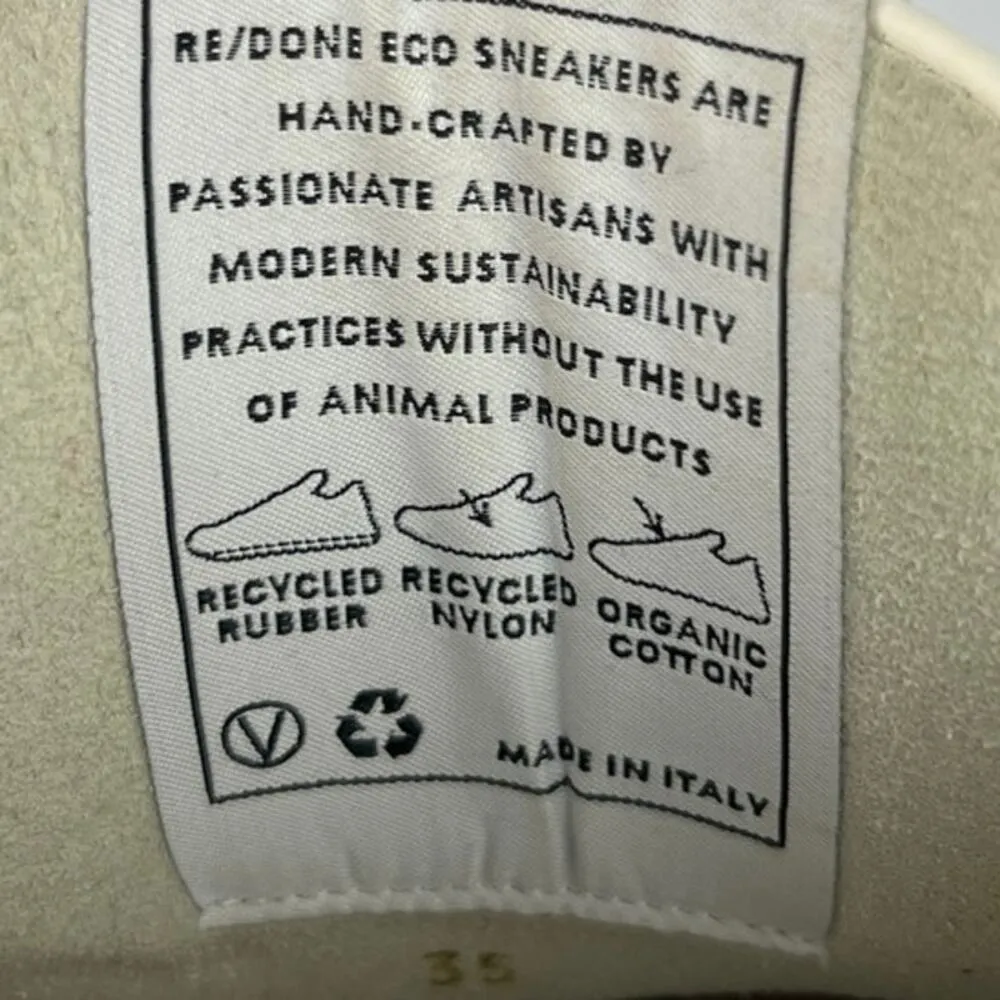 RE/DONE ECO SNEAKERS ARE
HAND-CRAFTED BY
PASSIONATE ARTISANS WITH
MODERN SUSTAINABILITY
PRACTICES WITHOUT THE USE
OF ANIMAL PRODUCTS
RECYCLED RUBBER
RECYCLED NYLON
ORGANIC COTTON
V
MADE IN ITALY
35